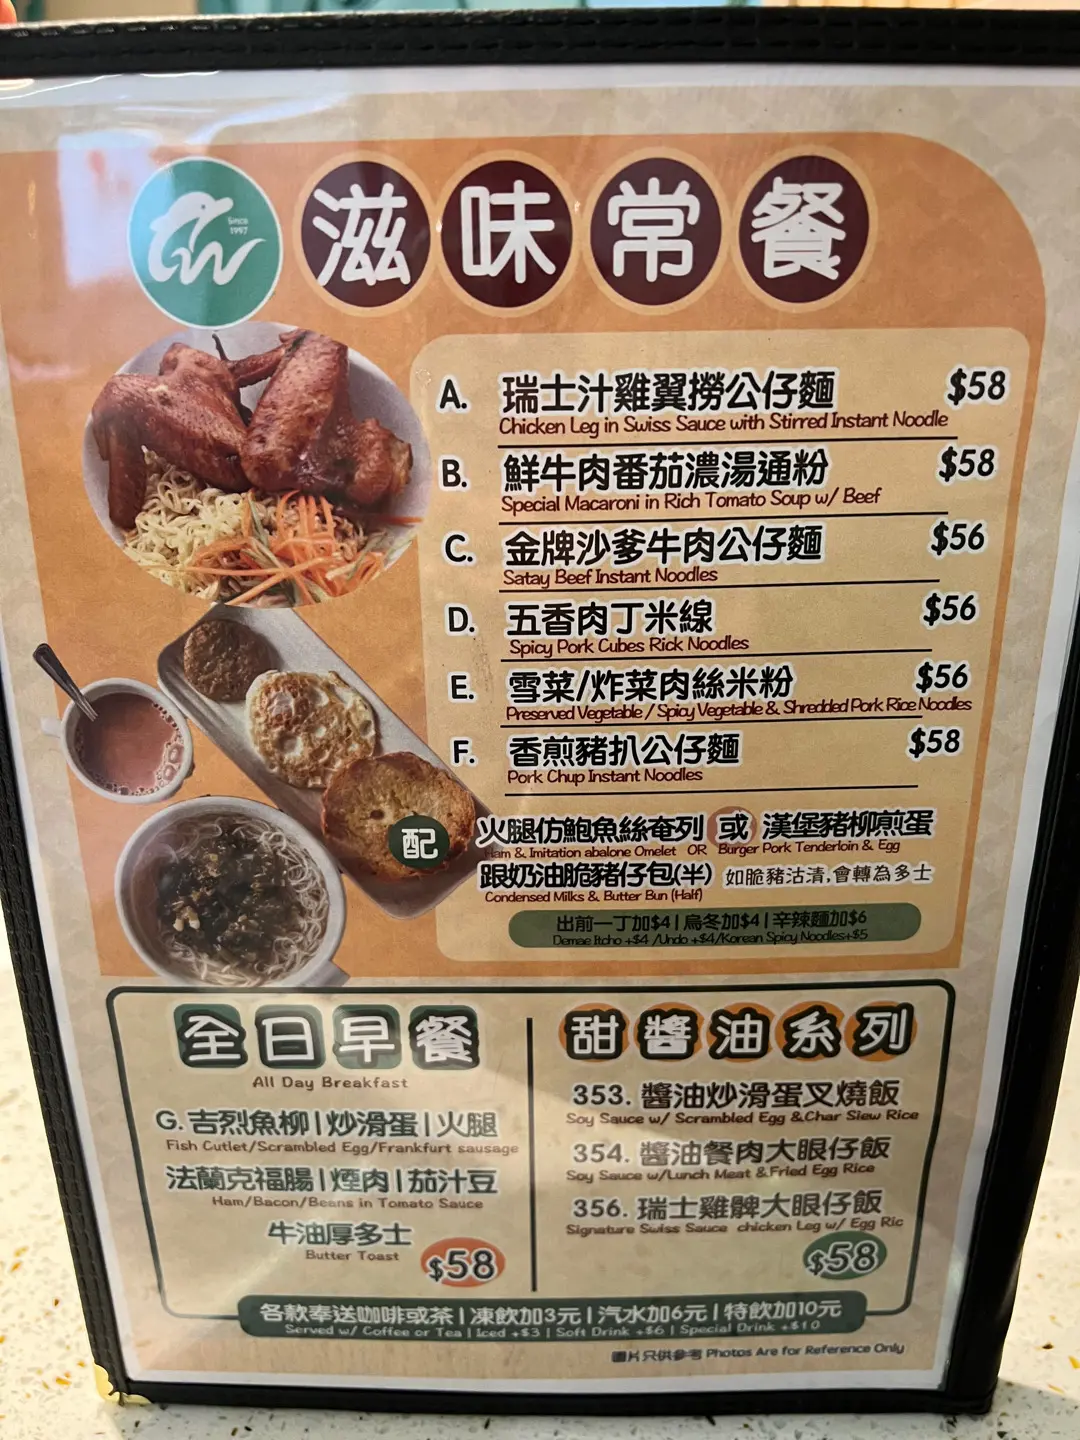 Since
1997
滋味常餐
A. 瑞士汁雞翼撈公仔麵 $58
Chicken Leg in Swiss Sauce with Stirred Instant Noodle
B. 鮮牛肉番茄濃湯通粉 $58
Special Macaroni in Rich Tomato Soup w/ Beef
C. 金牌沙爹牛肉公仔麵 $56
Satay Beef Instant Noodles
D. 五香肉丁米線 $56
Spicy Pork Cubes Rick Noodles
E. 雪菜/炸菜肉絲米粉 $56
Preserved Vegetable / Spicy Vegetable & Shredded Pork Rice Noodles
F. 香煎豬扒公仔麵 $58
Pork Chup Instant Noodles
配 火腿仿鮑魚絲奄列 或 漢堡豬柳煎蛋
Ham & Imitation abalone Omelet OR Burger Pork Tenderloin & Egg
跟奶油脆豬仔包(半) 如脆豬沽清,會轉為多士
Condensed Milks & Butter Bun (Half)
出前一丁加$4 | 烏冬加$4 | 辛辣麵加$6
Demae Itcho +$4 /Undo +$4/Korean Spicy Noodles+$5
全日早餐
All Day Breakfast
G. 吉烈魚柳 | 炒滑蛋 | 火腿
Fish Cutlet/Scrambled Egg/Frankfurt sausage
法蘭克福腸 | 煙肉 | 茄汁豆
Ham/Bacon/Beans in Tomato Sauce
牛油厚多士
Butter Toast
$58
甜醬油系列
353. 醬油炒滑蛋叉燒飯
Soy Sauce w/ Scrambled Egg & Char Siew Rice
354. 醬油餐肉大眼仔飯
Soy Sauce w/Lunch Meat & Fried Egg Rice
356. 瑞士雞髀大眼仔飯
Signature Swiss Sauce chicken Leg w/ Egg Ric
$58
各款奉送咖啡或茶 | 凍飲加3元 | 汽水加6元 | 特飲加10元
Served w/ Coffee or Tea | Iced +$3 | Soft Drink +$6 | Special Drink +$10
圖片只供參考 Photos Are for Reference Only